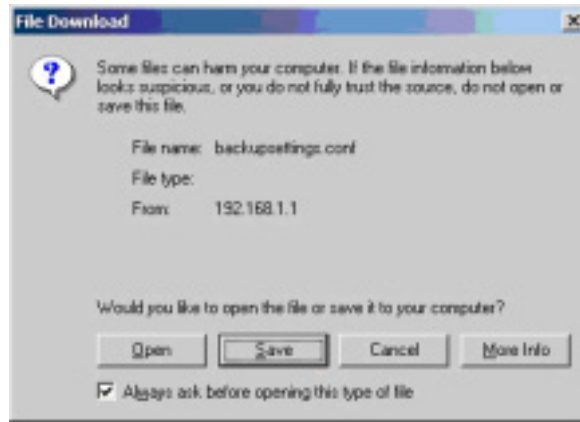 File Download
Some files can harm your computer. If the file information below
looks suspicious, or you do not fully trust the source, do not open or
save this file.
File name: backupsettings.conf
File type:
From: 192.168.1.1
Would you like to open the file or save it to your computer?
Open
Save
Cancel
More Info
Always ask before opening this type of file